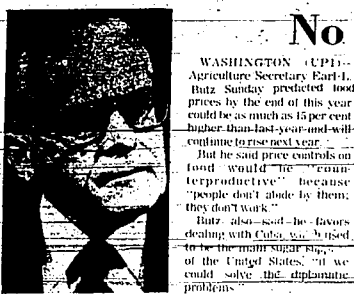 No
WASHINGTON (UPI)—
Agriculture Secretary Earl L.
Butz Sunday predicted food
prices by the end of this year
could be as much as 15 per cent
higher than last year and will
continue to rise next year.
But he said price controls on
food would be "coun-
terproductive" because
"people don't abide by them;
they don't work."
Butz also said he favors
dealing with Cuba, which used
to be the main sugar
of the United States, "if we
could solve the diplomatic
problems."